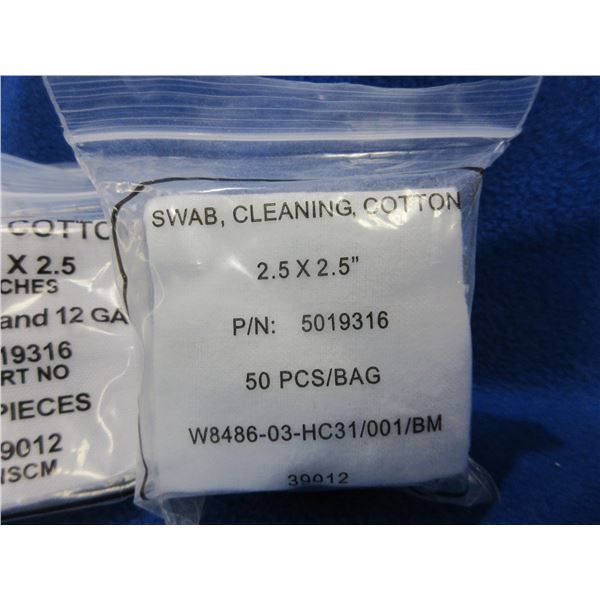 COTTO
X 2.5
CHES
and 12 GA
19316
RT NO
PIECES
9012
NSCM
SWAB, CLEANING, COTTON
2.5 X 2.5"
P/N: 5019316
50 PCS/BAG
W8486-03-HC31/001/BM
39012